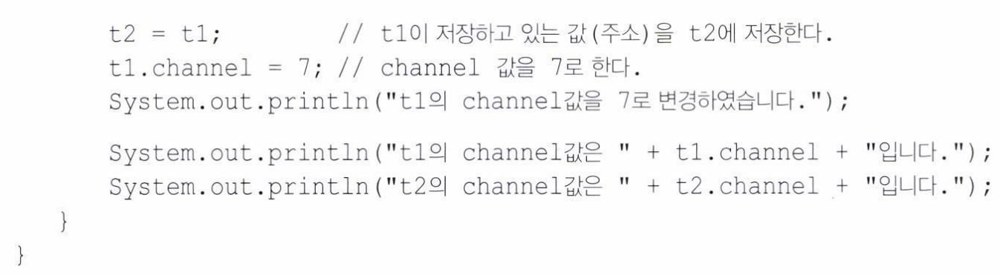 t2 = t1; // t1이 저장하고 있는 값(주소)을 t2에 저장한다.
t1.channel = 7; // channel 값을 7로 한다.
System.out.println("t1의 channel값을 7로 변경하였습니다.");
System.out.println("t1의 channel값은 " + t1.channel + "입니다.");
System.out.println("t2의 channel값은 " + t2.channel + "입니다.");
}
}